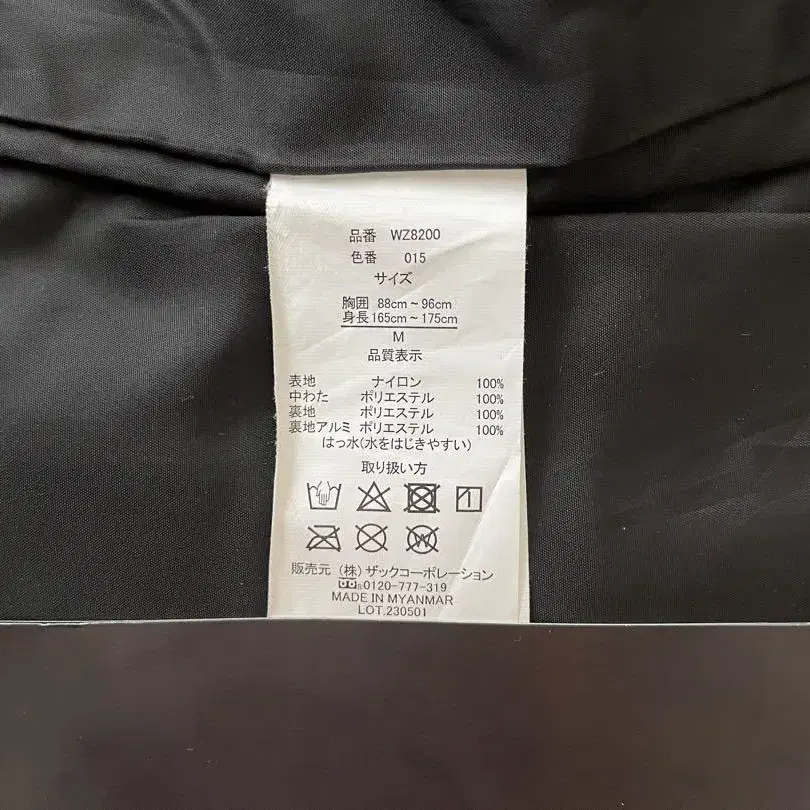 品番 WZ8200
色番 015
サイズ
胸囲 88cm~96cm
身長 165cm~175cm
M
品質表示
表地 ナイロン 100%
中わた ポリエステル 100%
裏地 ポリエステル 100%
裏地アルミ ポリエステル 100%
はっ水(水をはじきやすい)
取り扱い方
W
販売元 (株) ザックコーポレーション
0120-777-319
MADE IN MYANMAR
LOT.230501